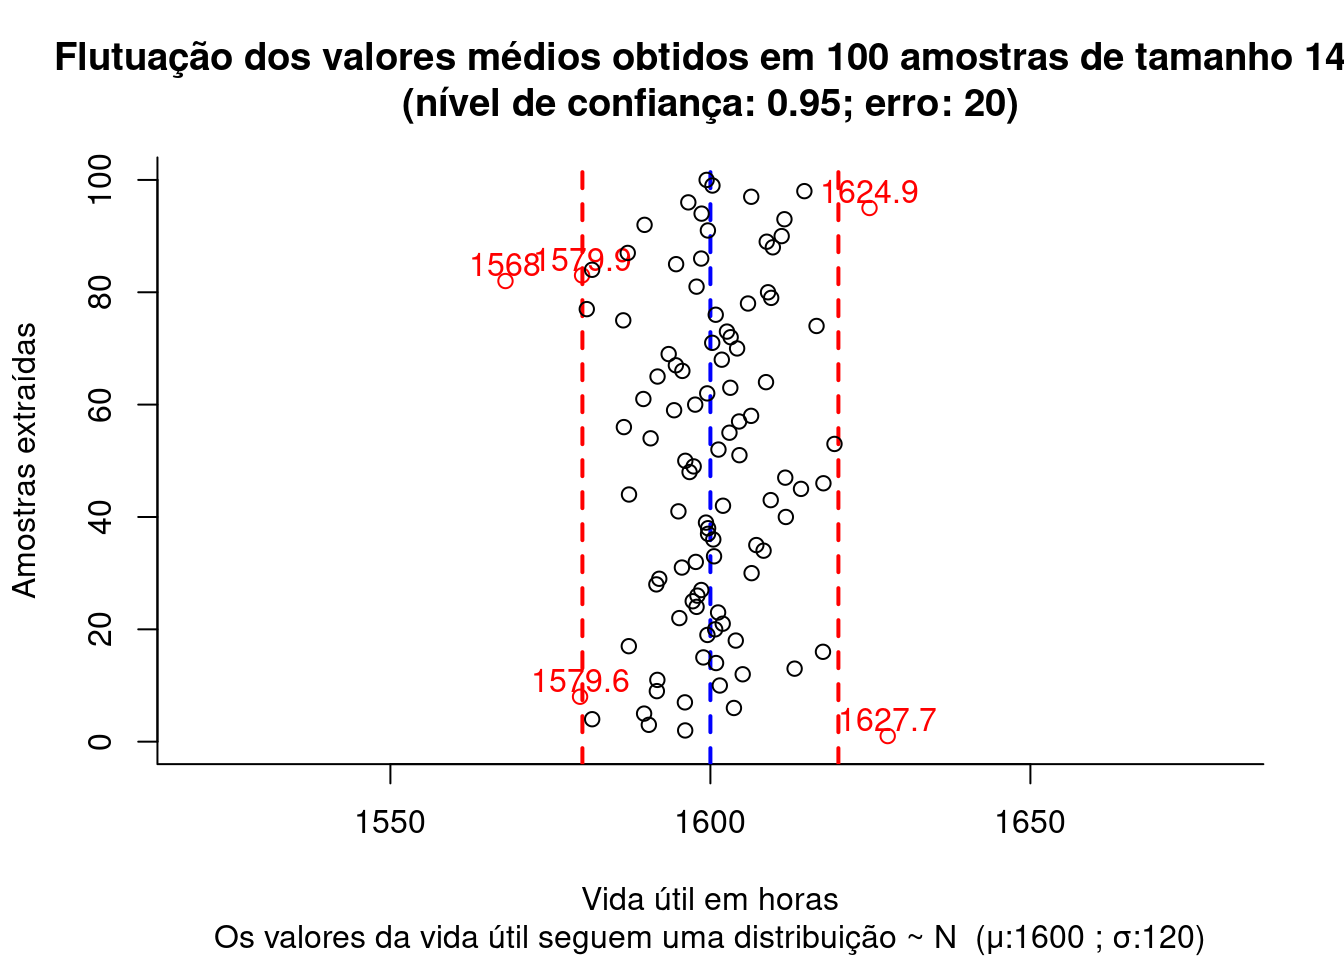 Flutuação dos valores médios obtidos em 100 amostras de tamanho 14
(nível de confiança: 0.95; erro: 20)
Amostras extraídas
100
80
60
40
20
0
1624.9
1568
1579.9
1579.6
1627.7
1550
1600
1650
Vida útil em horas
Os valores da vida útil seguem uma distribuição ~ N (μ:1600 ; σ:120)